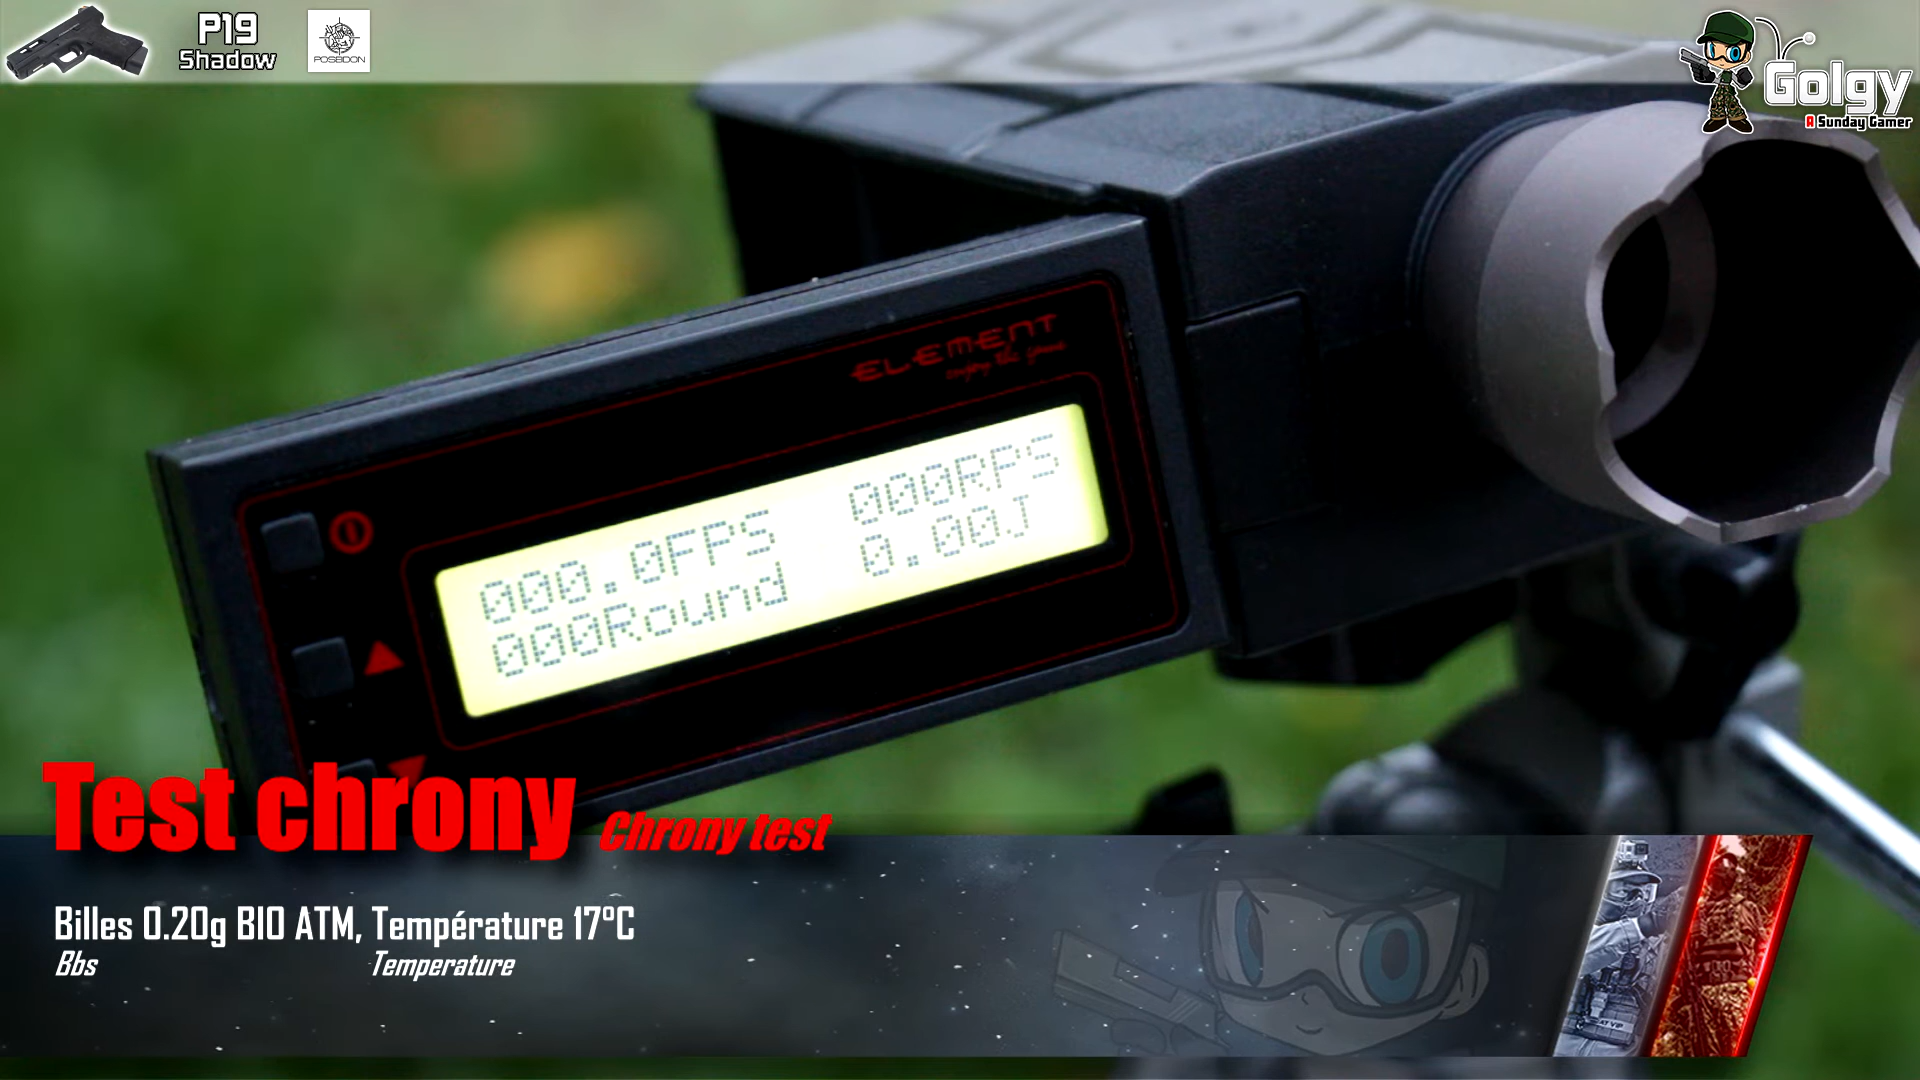 P19
Shadow
POSEIDON
Golgy
A Sunday Gamer
ELEMENT
000.0FPS 000RPS
000Round 0.00J
Test chrony Chrony test
Billes 0.20g BIO ATM, Température 17°C
Bbs Temperature